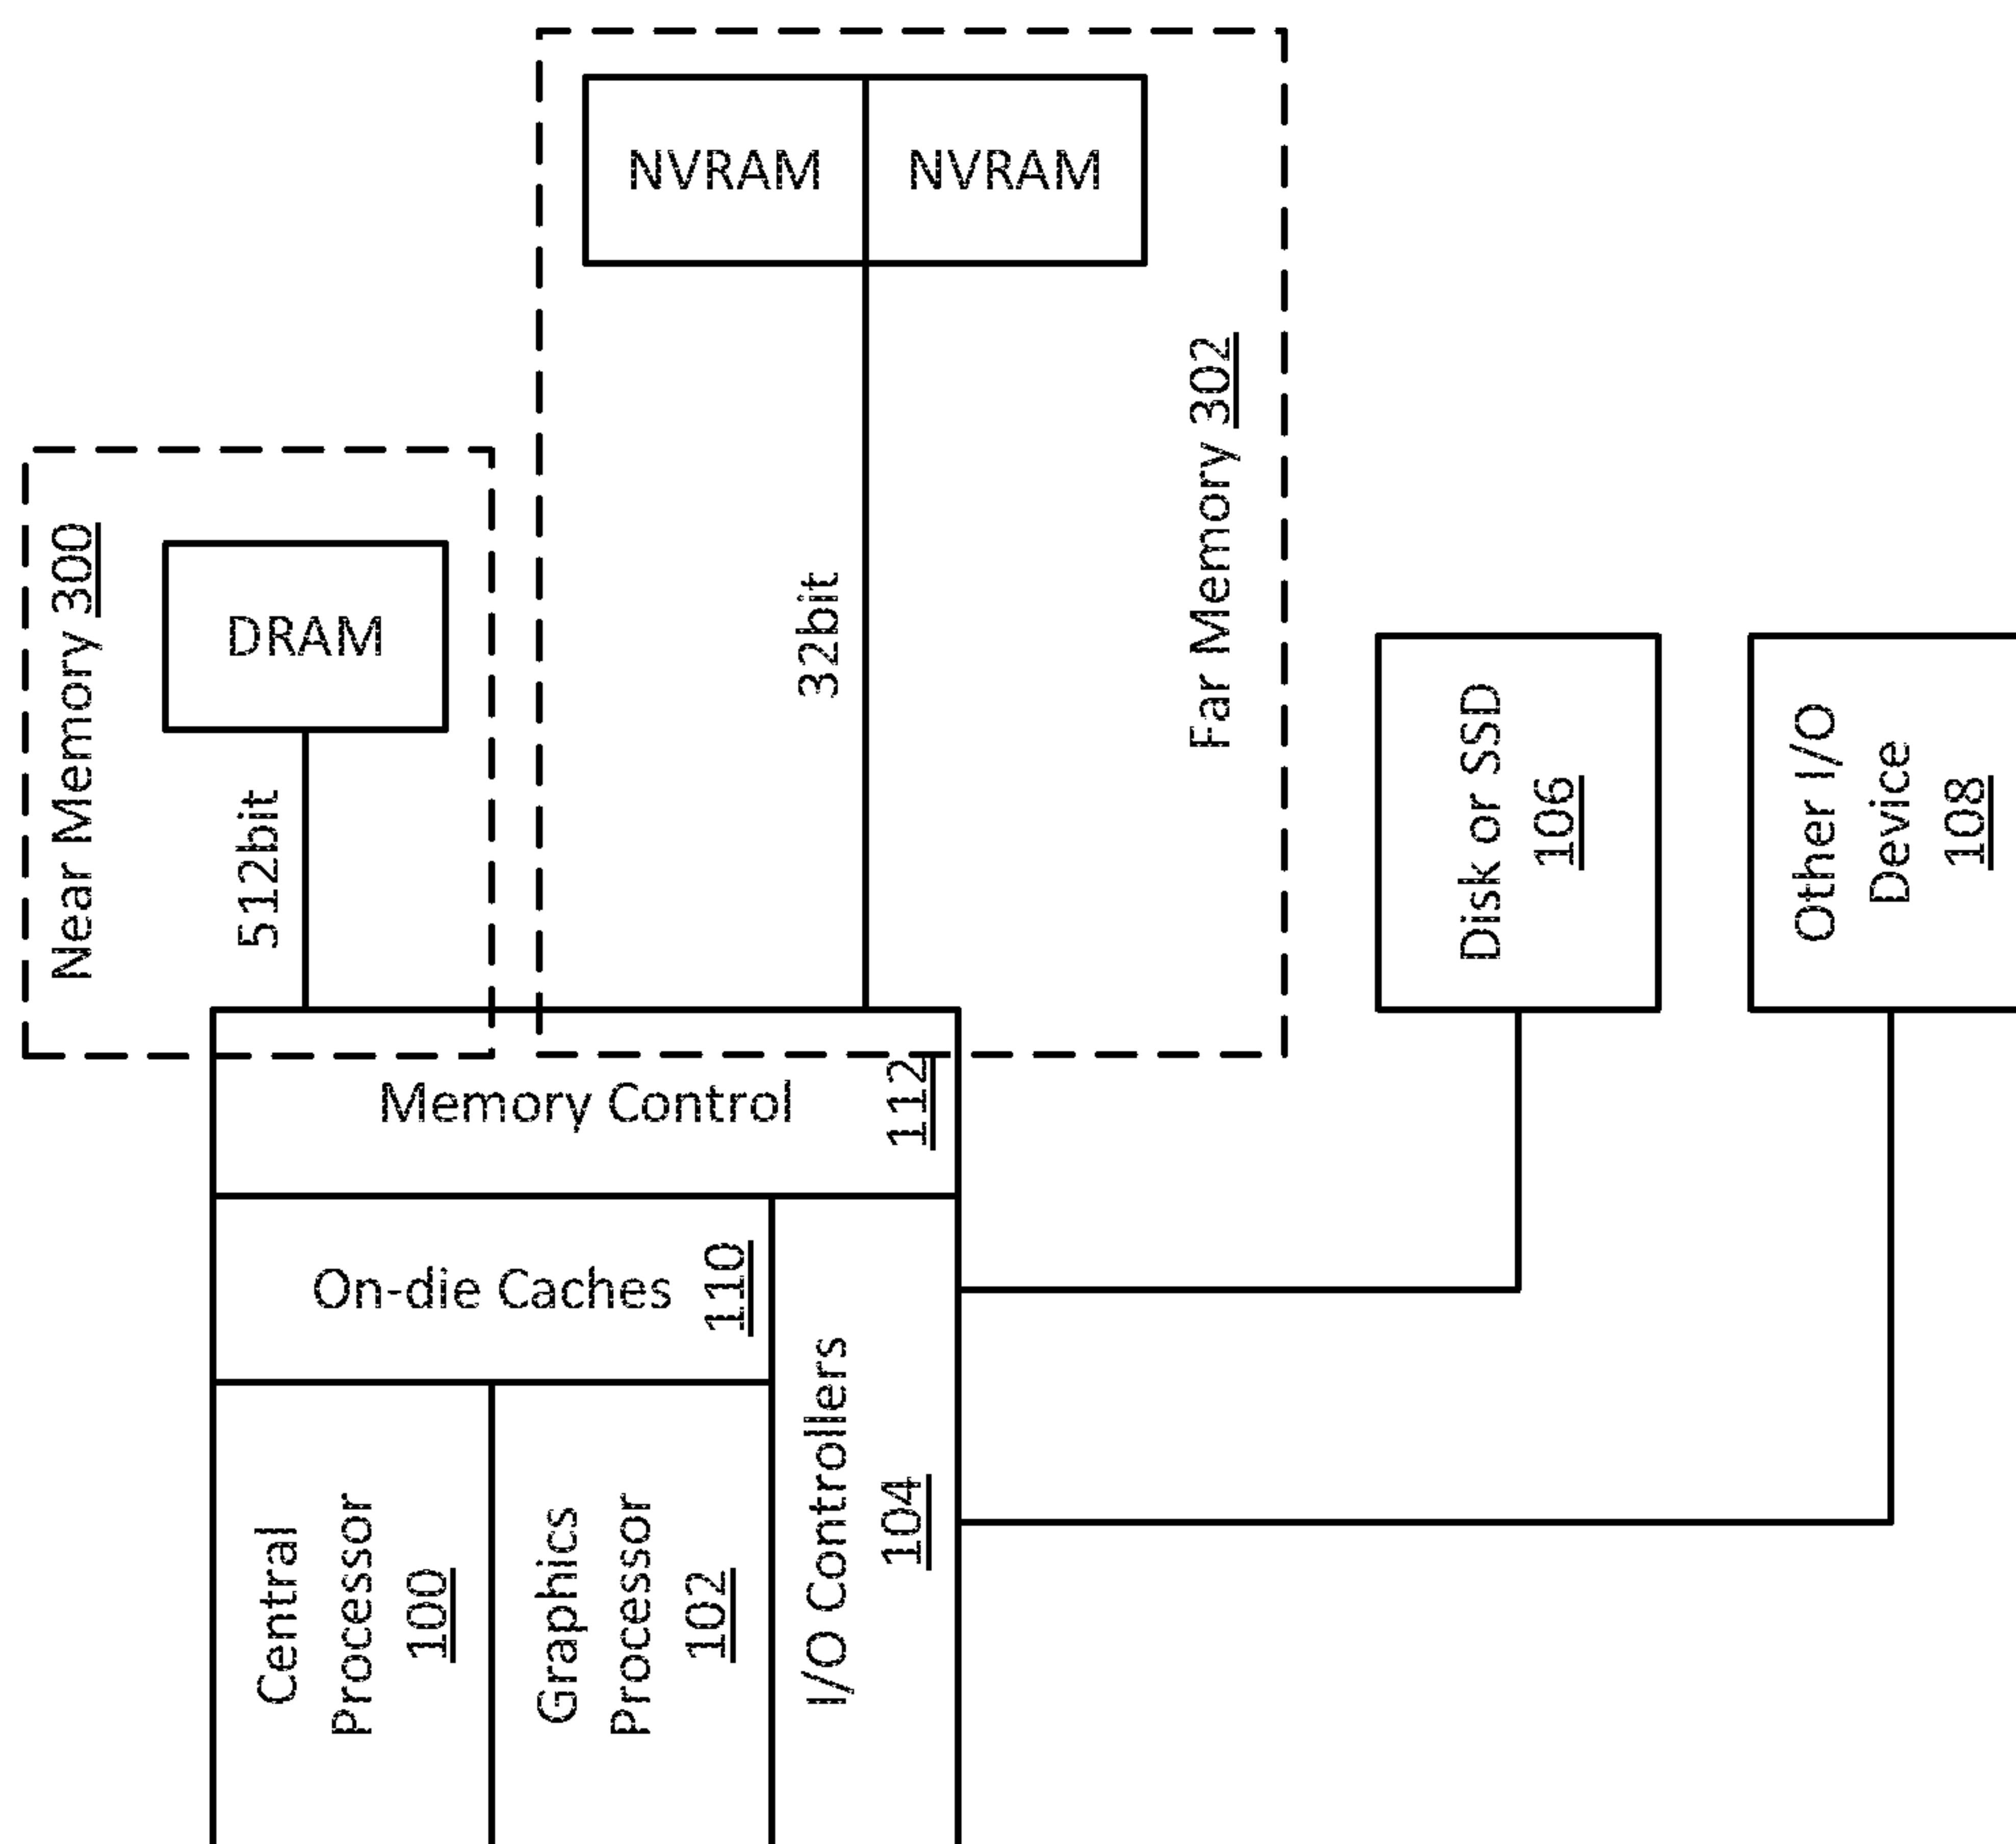 NVRAM
NVRAM
Near Memory 300
DRAM
512bit
32bit
Far Memory 302
Disk or SSD
106
Other I/O
Device
108
Memory Control
112
On-die Caches
110
Central
Processor
100
Graphics
Processor
102
I/O Controllers
104